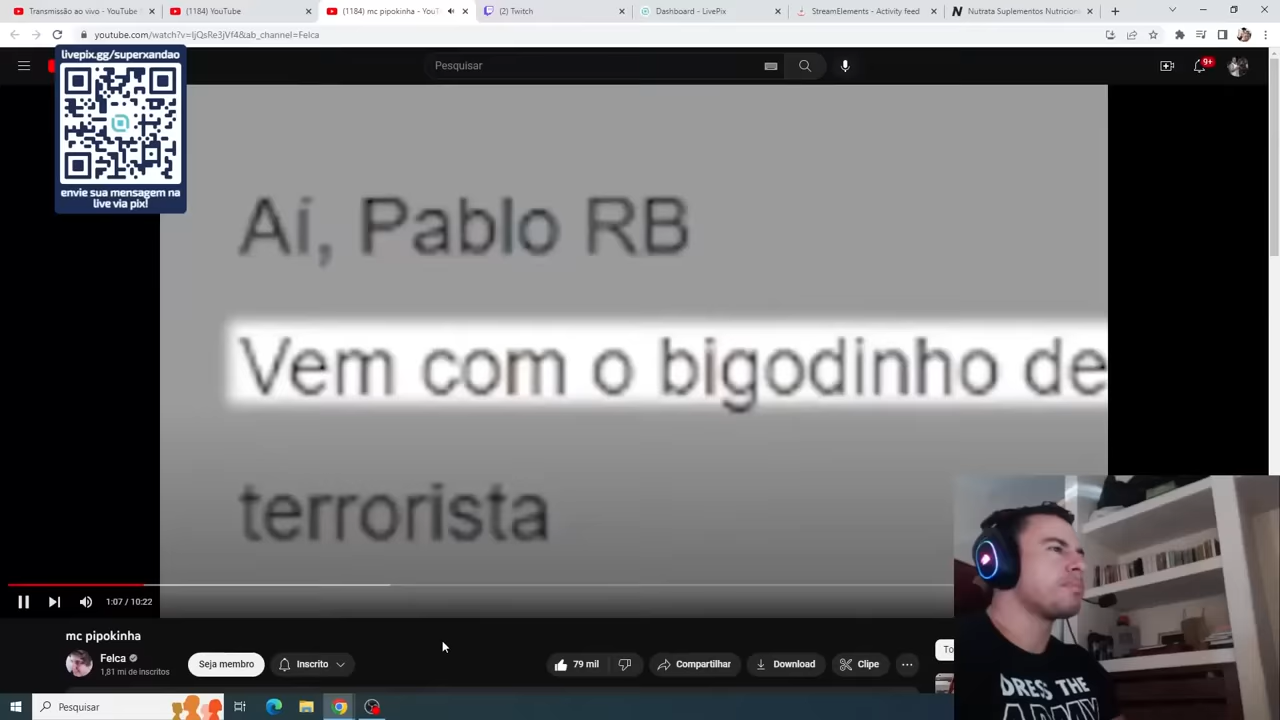 Transmissão ao vivo - YouTube
(1184) YouTube
(1184) mc pipokinha - YouT
(2) Twitch
Dashboard - LivePix
StreamElements - Activity feed
Nutrata Suplementos Nutricion
youtube.com/watch?v=IjQsRe3jVf4&ab_channel=Felca
livepix.gg/superxandao
envie sua mensagem na
live via pix!
Pesquisar
9+
Aí, Pablo RB
Vem com o bigodinho de
terrorista
1:07 / 10:22
mc pipokinha
Felca
1,81 mi de inscritos
Seja membro
Inscrito
79 mil
Compartilhar
Download
Clipe
To
DRESS THE
ARMY
Pesquisar